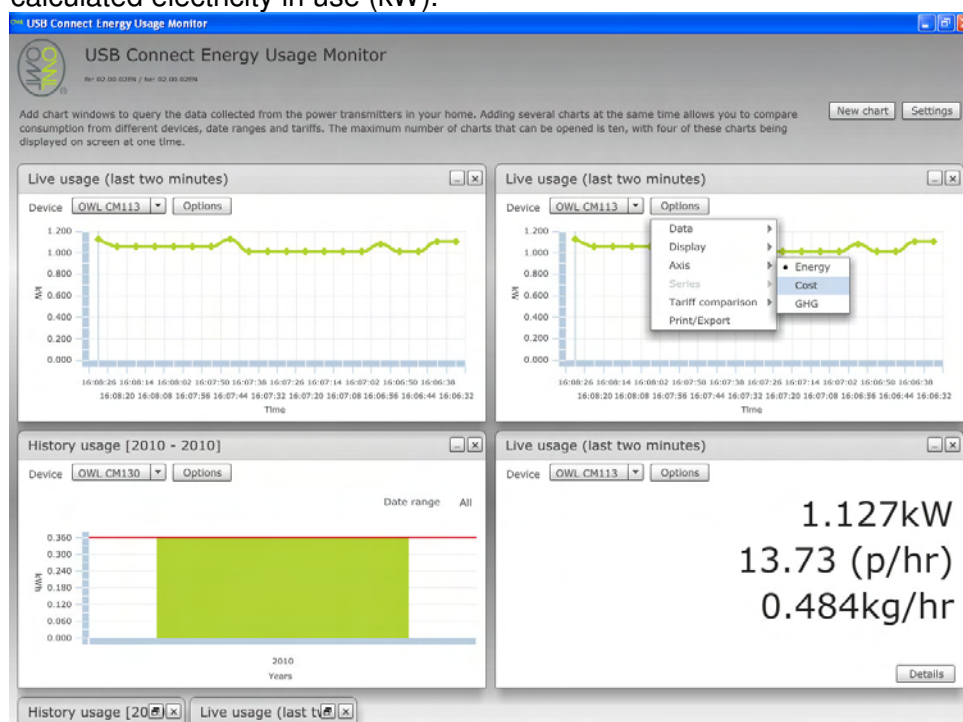 calculated electricity in use (kW).
USB Connect Energy Usage Monitor
USB Connect Energy Usage Monitor
Add chart windows to query the data collected from the power transmitters in your home. Adding several charts at the same time allows you to compare
consumption from different devices, date ranges and tariffs. The maximum number of charts that can be opened is ten, with four of these charts being
displayed on screen at one time.
New chart Settings
Live usage (last two minutes)
Device OWL CM113 Options
1.200
1.000
0.800
0.600
0.400
0.200
0.000
kW
16:08:26 16:08:14 16:08:02 16:07:50 16:07:38 16:07:26 16:07:14 16:07:02 16:06:50 16:06:38
16:08:20 16:08:08 16:07:56 16:07:44 16:07:32 16:07:20 16:07:08 16:06:56 16:06:44 16:06:32
Time
Live usage (last two minutes)
Device OWL CM113 Options
1.200
1.000
0.800
0.600
0.400
0.200
0.000
kW
Data
Display
Axis
Series
Tariff comparison
Print/Export
Energy
Cost
GHG
16:08:26 16:08:14 16:08:02 16:07:50 16:07:38 16:07:26 16:07:14 16:07:02 16:06:50 16:06:38
16:08:20 16:08:08 16:07:56 16:07:44 16:07:32 16:07:20 16:07:08 16:06:56 16:06:44 16:06:32
Time
History usage [2010 - 2010]
Device OWL CM130 Options
Date range All
0.360
0.300
0.240
0.180
0.120
0.060
0.000
kWh
2010
Years
Live usage (last two minutes)
Device OWL CM113 Options
1.127kW
13.73 (p/hr)
0.484kg/hr
Details
History usage [20
Live usage (last tw